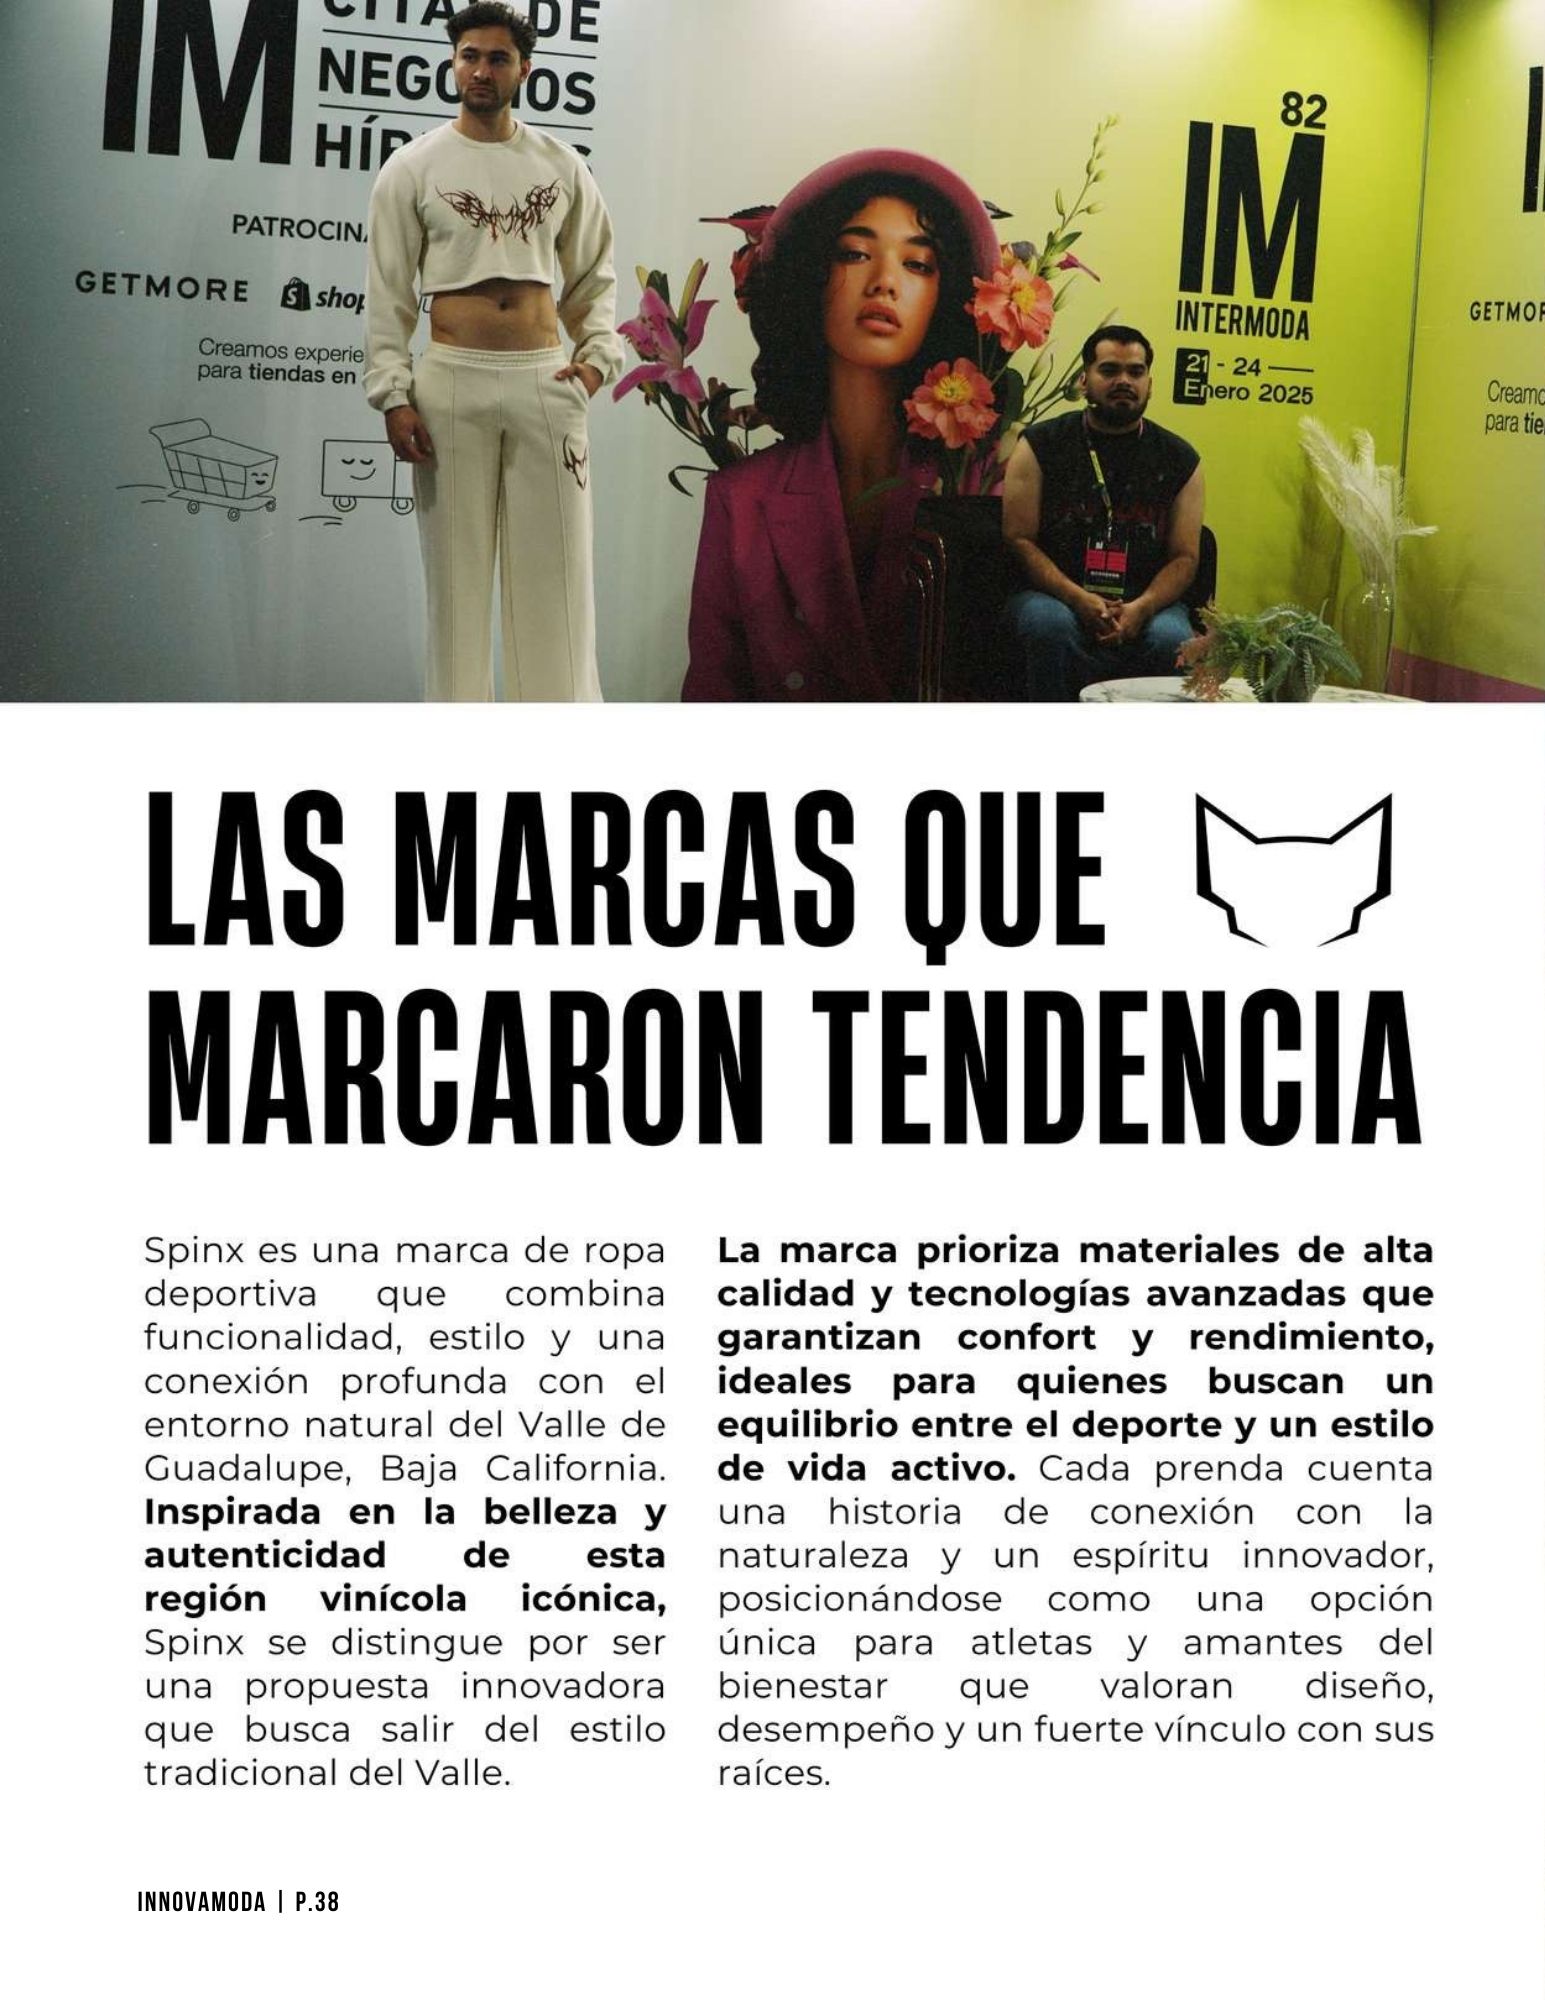 IM
CITAS DE
NEGOCIOS
PATROCIN
GETMORE
Creamos
para tiendas en
82
IM
INTERMODA
21 - 24
Enero 2025
GETMOR
para
LAS MARCAS QUE
MARCARON TENDENCIA
Spinx es una marca de ropa
deportiva que combina
funcionalidad, estilo y una
conexión profunda con el
entorno natural del Valle de
Guadalupe, Baja California.
Inspirada en la belleza y
autenticidad de esta
región vinícola icónica,
Spinx se distingue por ser
una propuesta innovadora
que busca salir del estilo
tradicional del Valle.
La marca prioriza materiales de alta
calidad y tecnologías avanzadas que
garantizan confort y rendimiento,
ideales para quienes buscan un
equilibrio entre el deporte y un estilo
de vida activo. Cada prenda cuenta
una historia de conexión con la
naturaleza y un espíritu innovador,
posicionándose como una opción
única para atletas y amantes del
bienestar que valoran diseño,
desempeño y un fuerte vínculo con sus
raíces.
INNOVAMODA | P.38